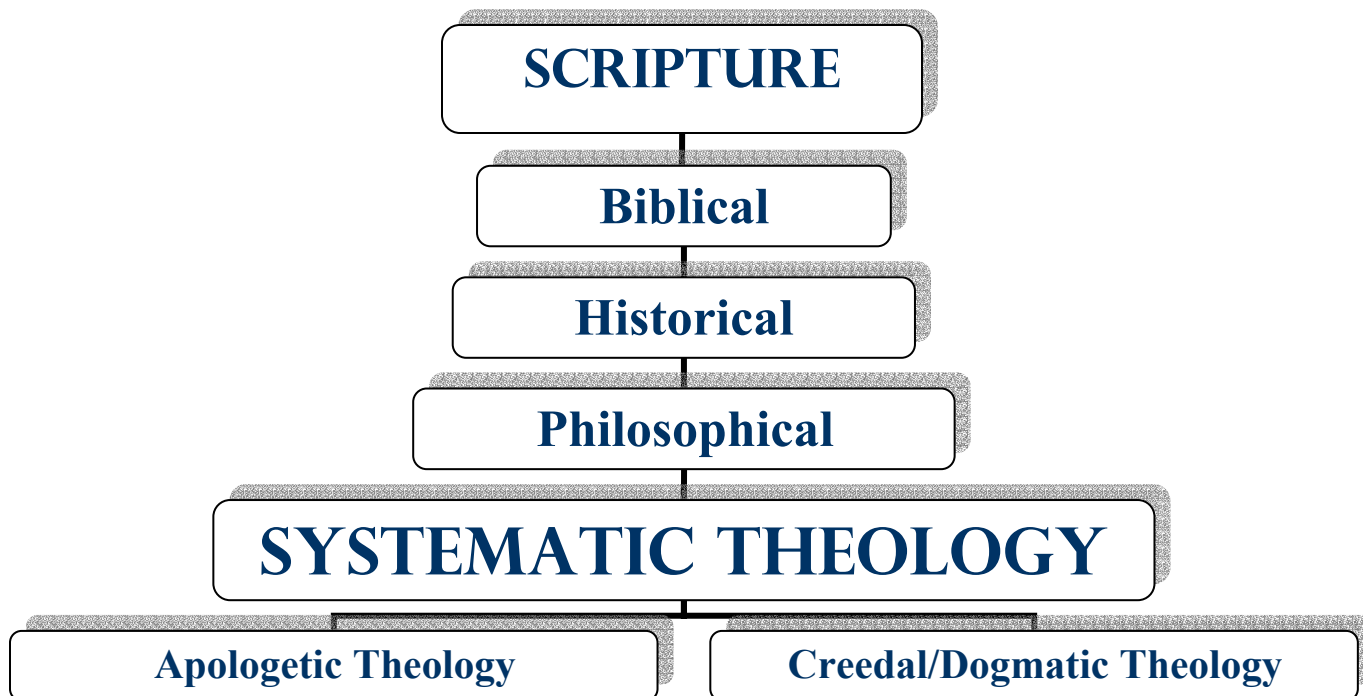 SCRIPTURE
Biblical
Historical
Philosophical
SYSTEMATIC THEOLOGY
Apologetic Theology
Creedal/Dogmatic Theology